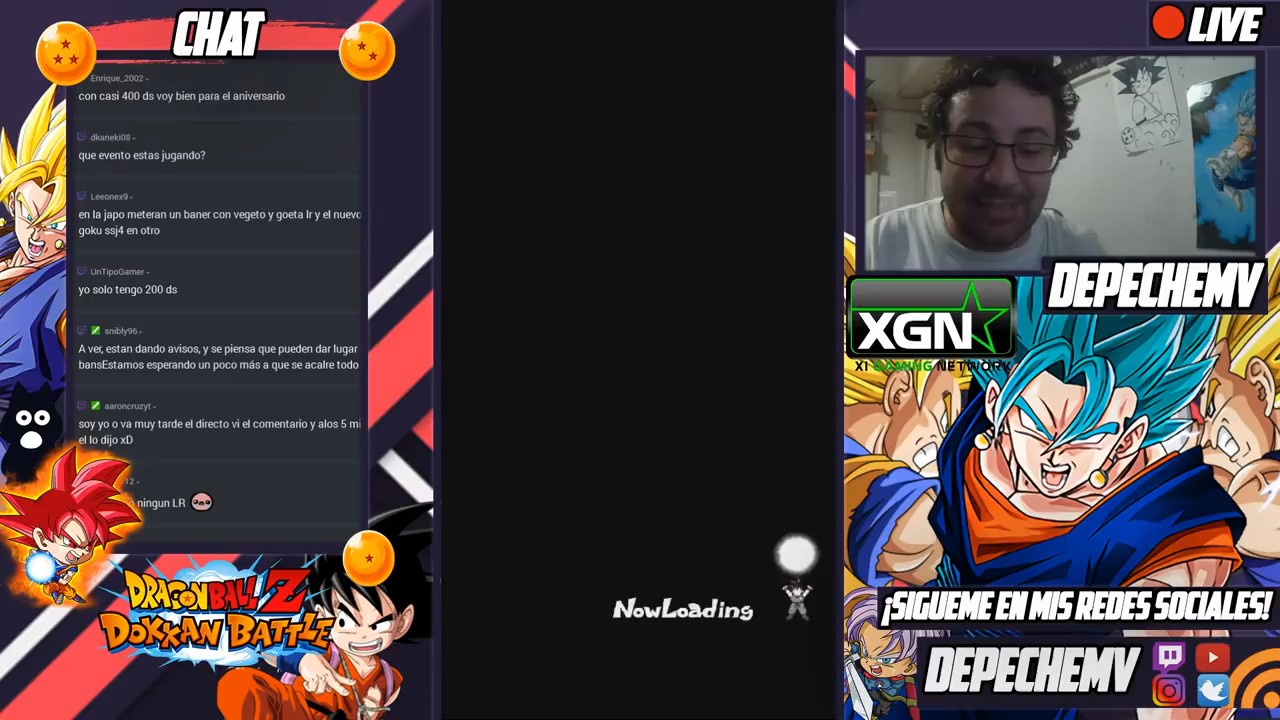 CHAT
Enrique_2002
con casi 400 ds voy bien para el aniversario
dkaneki08
que evento estas jugando?
Leeonex9
en la japo meteran un baner con vegeto y goeta lr y el nuevo
goku ssj4 en otro
UnTipoGamer
yo solo tengo 200 ds
snibly96
A ver, estan dando avisos, y se piensa que pueden dar lugar
bansEstamos esperando un poco más a que se acalre todo
aaroncruzyt
soy yo o va muy tarde el directo vi el comentario y alos 5 mi
el lo dijo xD
12
ningun LR
DRAGONBALL Z
DOKKAN BATTLE
NowLoading
LIVE
DEPECHEMV
XGN
XI GAMING NETWORK
¡SIGUEME EN MIS REDES SOCIALES!
DEPECHEMV